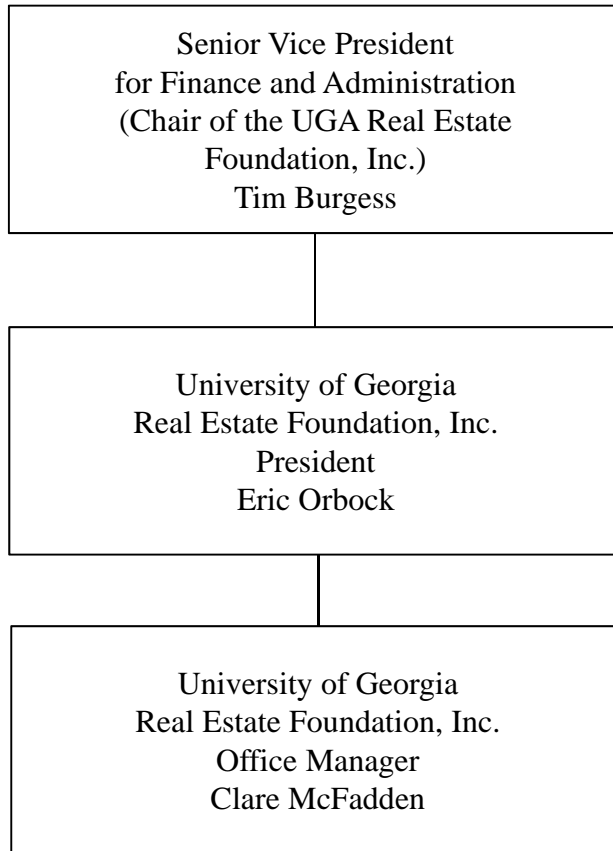 Senior Vice President
for Finance and Administration
(Chair of the UGA Real Estate
Foundation, Inc.)
Tim Burgess
University of Georgia
Real Estate Foundation, Inc.
President
Eric Orbock
University of Georgia
Real Estate Foundation, Inc.
Office Manager
Clare McFadden